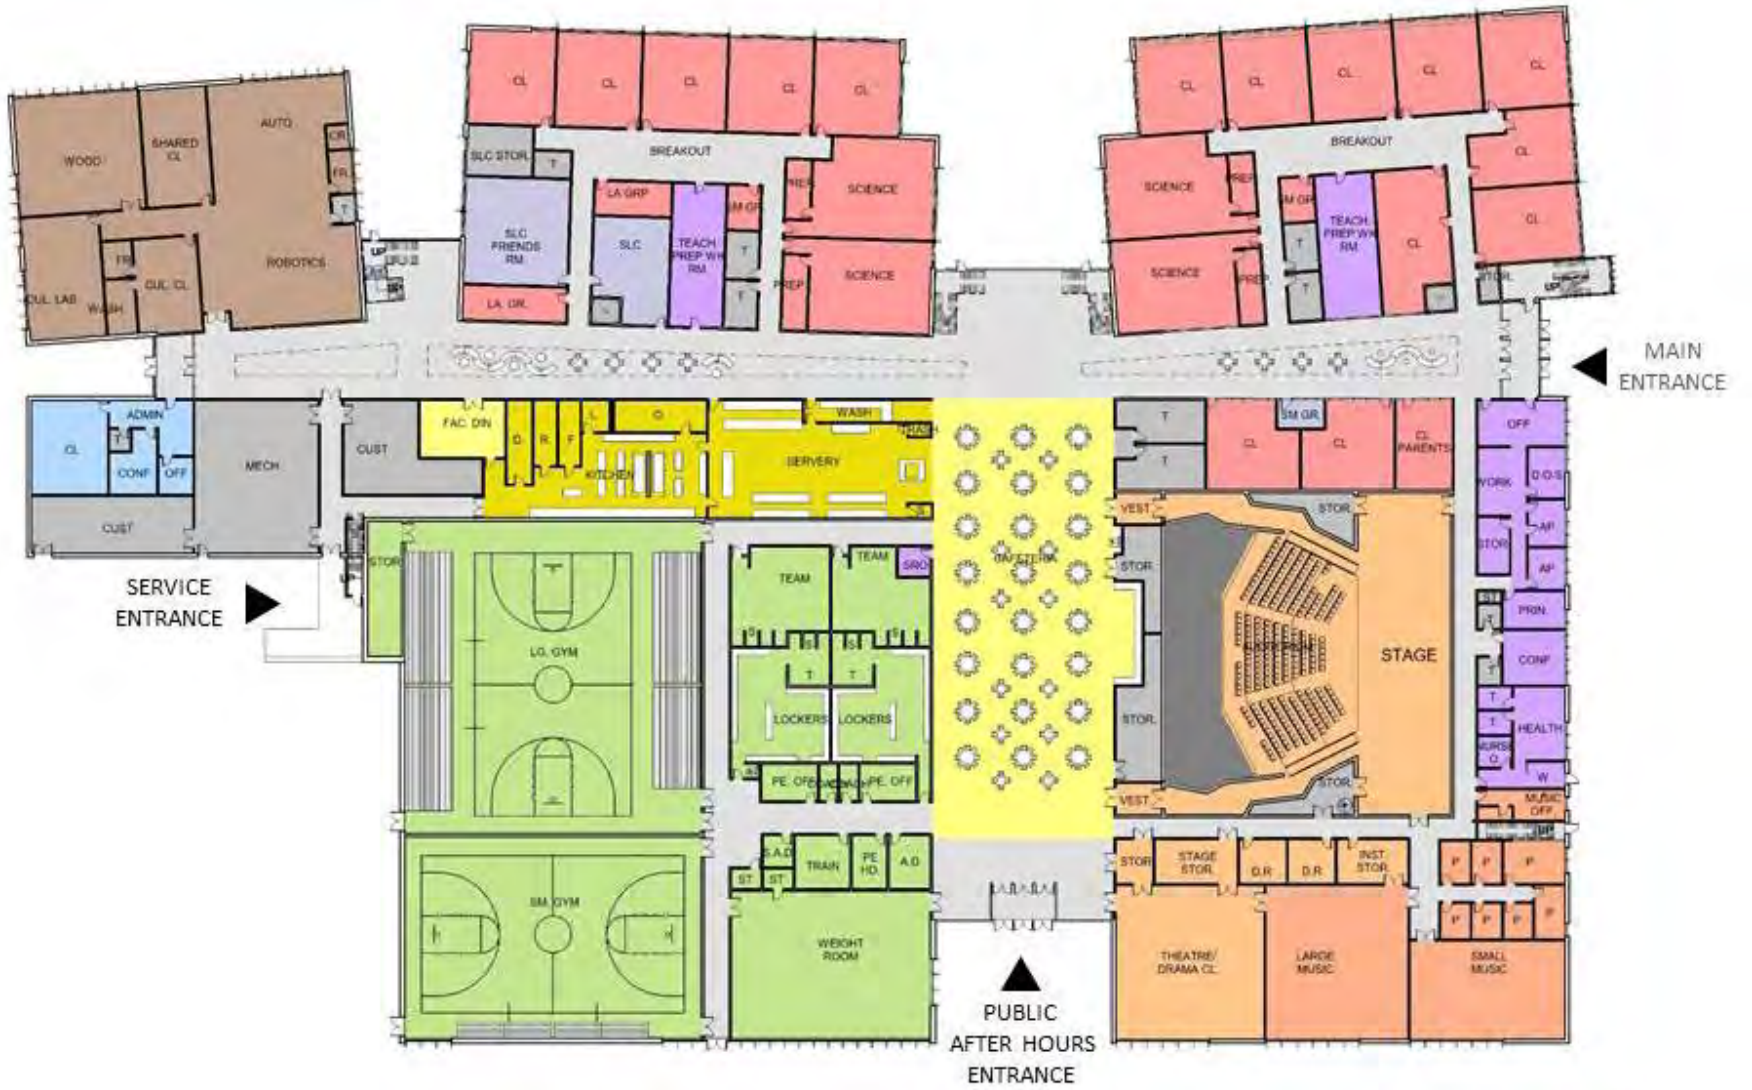 CL
CL
CL
CL
CL
CL
CL
CL
CL
CL
WOOD
SHARED
CL
AUTO
CR.
FR.
T
ROBOTICS
FR
CUL. CL
CUL. LAB
WASH
SLC STOR.
T
BREAKOUT
SLC
FRIENDS
RM.
LA GRP
SLC
TEACH
PREP WK
RM
SM GR
T
T
PREP
SCIENCE
PREP
SCIENCE
LA. GR.
BREAKOUT
SCIENCE
PREP
SCIENCE
PREP
SM GR
T
T
TEACH
PREP WK
RM
CL
CL
CL
STOR.
UP
MAIN
ENTRANCE
CL
ADMIN
T
CONF
OFF
CUST
MECH
CUST
FAC. DIN
D.
R.
F
L
O.
KITCHEN
SERVERY
WASH
TRASH
CAFETERIA
T
T
CL
SM GR.
CL
CL
PARENTS
OFF
WORK
D.O.S
AP
STOR
AP
ST
PRIN.
CONF
T
T
T
HEALTH
NURSE
O
W
MUSIC
OFF
UP
VEST
STOR.
STOR.
STOR.
VEST
STOR.
AUDITORIUM
STAGE
SERVICE
ENTRANCE
STOR
LG. GYM
TEAM
TEAM
SRO
S
S
S
S
T
T
LOCKERS
LOCKERS
PE. OFF
PE. OFF
S.A.D
ST
ST
TRAIN
PE
HD.
A.D
SM. GYM
WEIGHT
ROOM
STOR
STAGE
STOR.
D.R
D.R
INST.
STOR
P
P
P
P
P
P
P
THEATRE/
DRAMA CL.
LARGE
MUSIC
SMALL
MUSIC
PUBLIC
AFTER HOURS
ENTRANCE